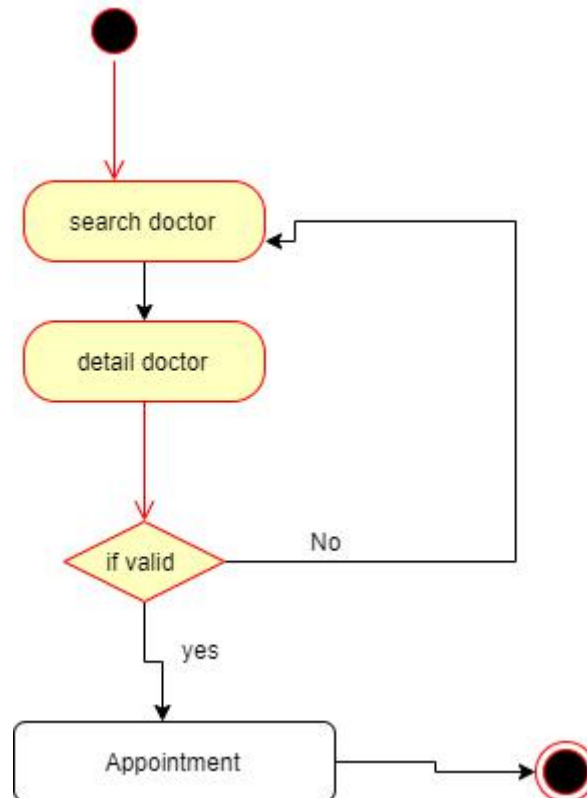 search doctor
detail doctor
if valid
No
yes
Appointment